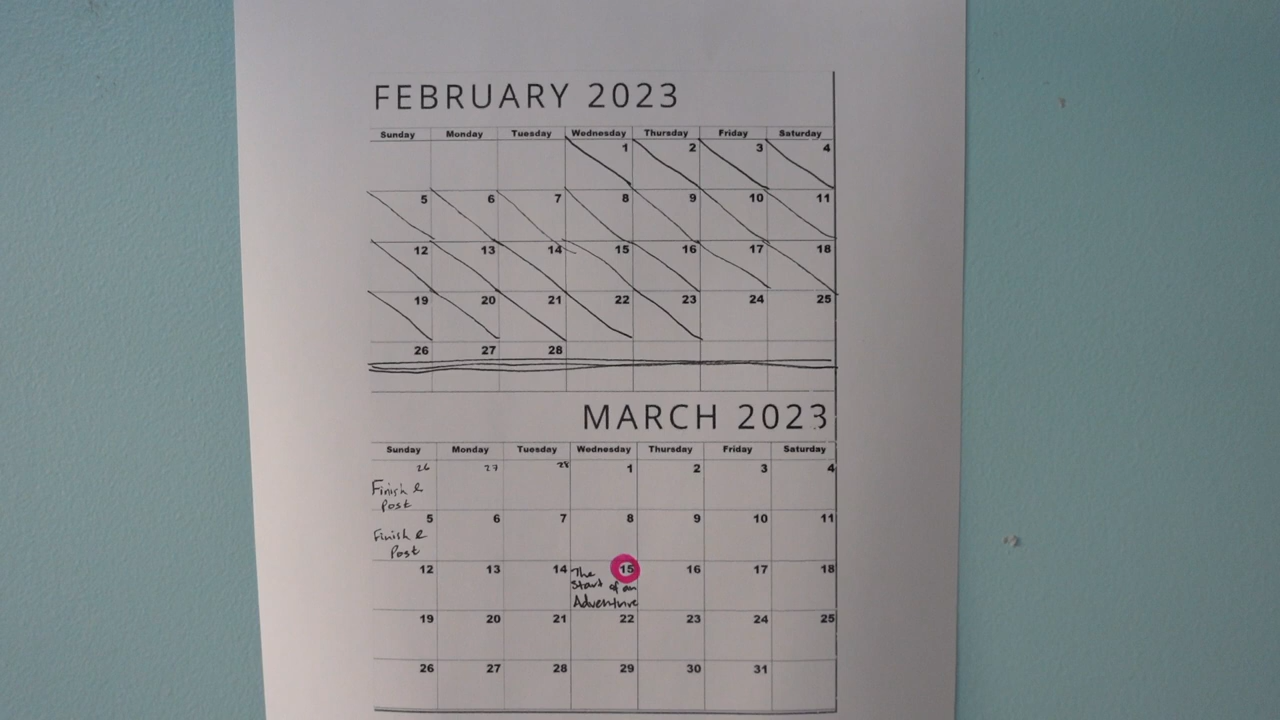 FEBRUARY 2023
Sunday Monday Tuesday Wednesday Thursday Friday Saturday
1 2 3 4
5 6 7 8 9 10 11
12 13 14 15 16 17 18
19 20 21 22 23 24 25
26 27 28
MARCH 2023
Sunday Monday Tuesday Wednesday Thursday Friday Saturday
26 27 28 1 2 3 4
Finish &
Post
5 6 7 8 9 10 11
Finish &
Post
12 13 14 15 16 17 18
The
Start of an
Adventure
19 20 21 22 23 24 25
26 27 28 29 30 31